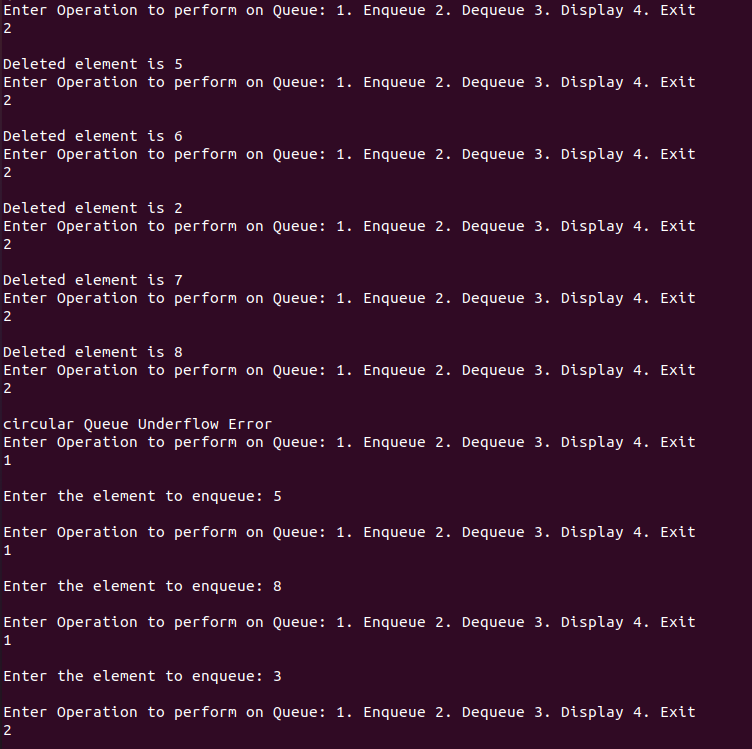 Enter Operation to perform on Queue: 1. Enqueue 2. Dequeue 3. Display 4. Exit
2
Deleted element is 5
Enter Operation to perform on Queue: 1. Enqueue 2. Dequeue 3. Display 4. Exit
2
Deleted element is 6
Enter Operation to perform on Queue: 1. Enqueue 2. Dequeue 3. Display 4. Exit
2
Deleted element is 2
Enter Operation to perform on Queue: 1. Enqueue 2. Dequeue 3. Display 4. Exit
2
Deleted element is 7
Enter Operation to perform on Queue: 1. Enqueue 2. Dequeue 3. Display 4. Exit
2
Deleted element is 8
Enter Operation to perform on Queue: 1. Enqueue 2. Dequeue 3. Display 4. Exit
2
circular Queue Underflow Error
Enter Operation to perform on Queue: 1. Enqueue 2. Dequeue 3. Display 4. Exit
1
Enter the element to enqueue: 5
Enter Operation to perform on Queue: 1. Enqueue 2. Dequeue 3. Display 4. Exit
1
Enter the element to enqueue: 8
Enter Operation to perform on Queue: 1. Enqueue 2. Dequeue 3. Display 4. Exit
1
Enter the element to enqueue: 3
Enter Operation to perform on Queue: 1. Enqueue 2. Dequeue 3. Display 4. Exit
2